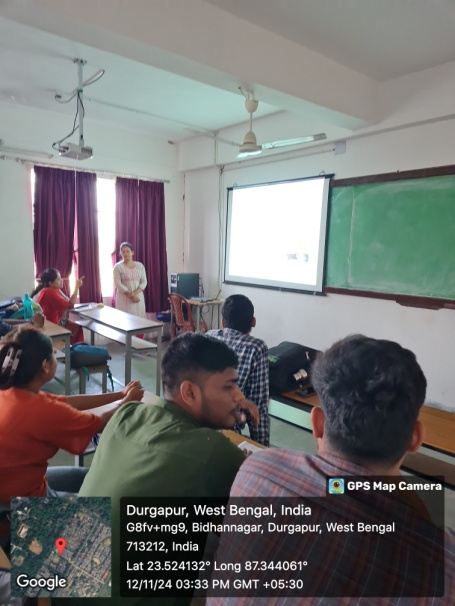 GPS Map Camera
Durgapur, West Bengal, India
G8fv+mg9, Bidhannagar, Durgapur, West Bengal
713212, India
Lat 23.524132° Long 87.344061°
12/11/24 03:33 PM GMT +05:30
Google